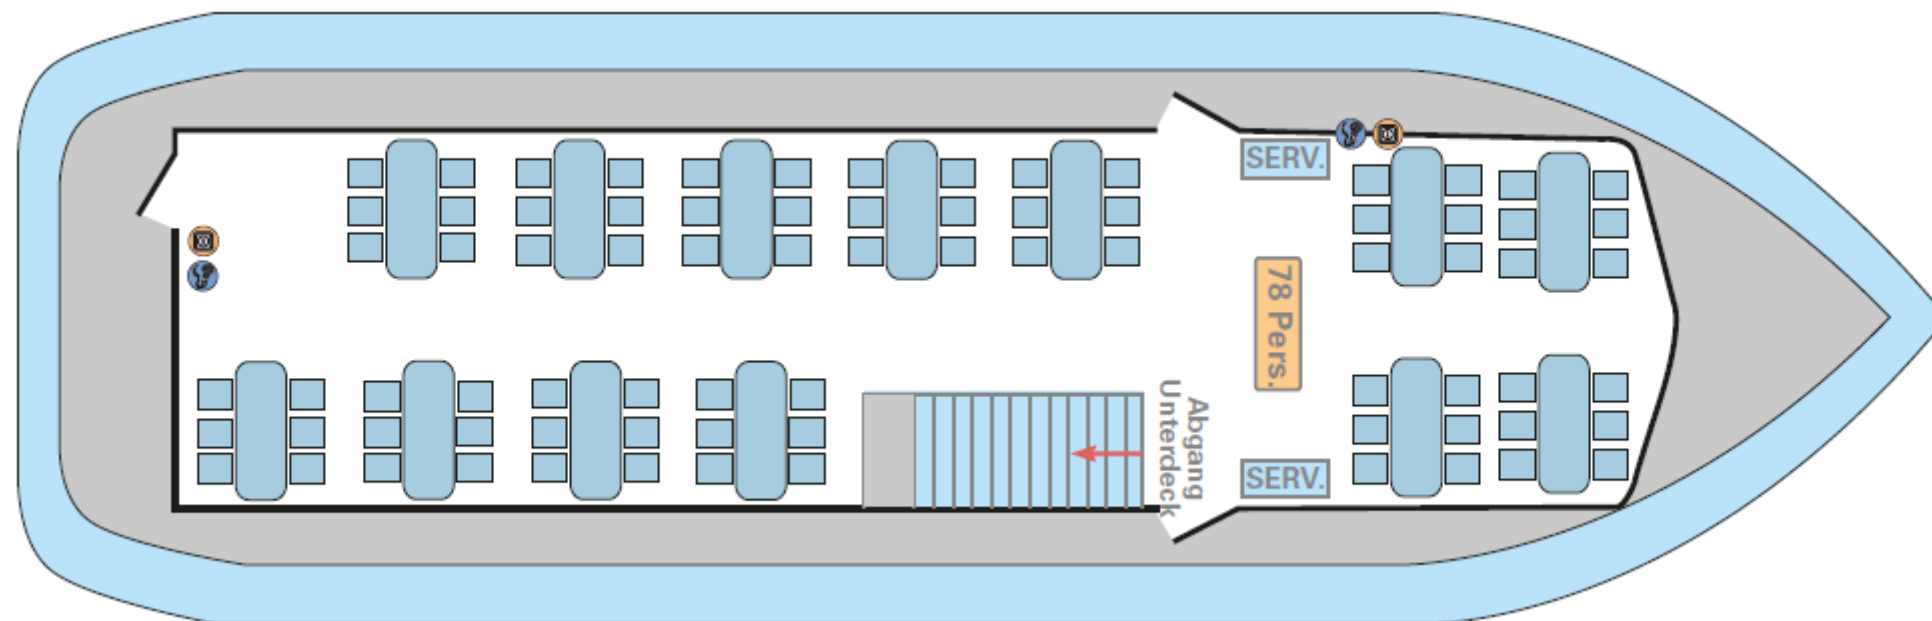 SERV.
78 Pers.
Abgang
Unterdeck
SERV.